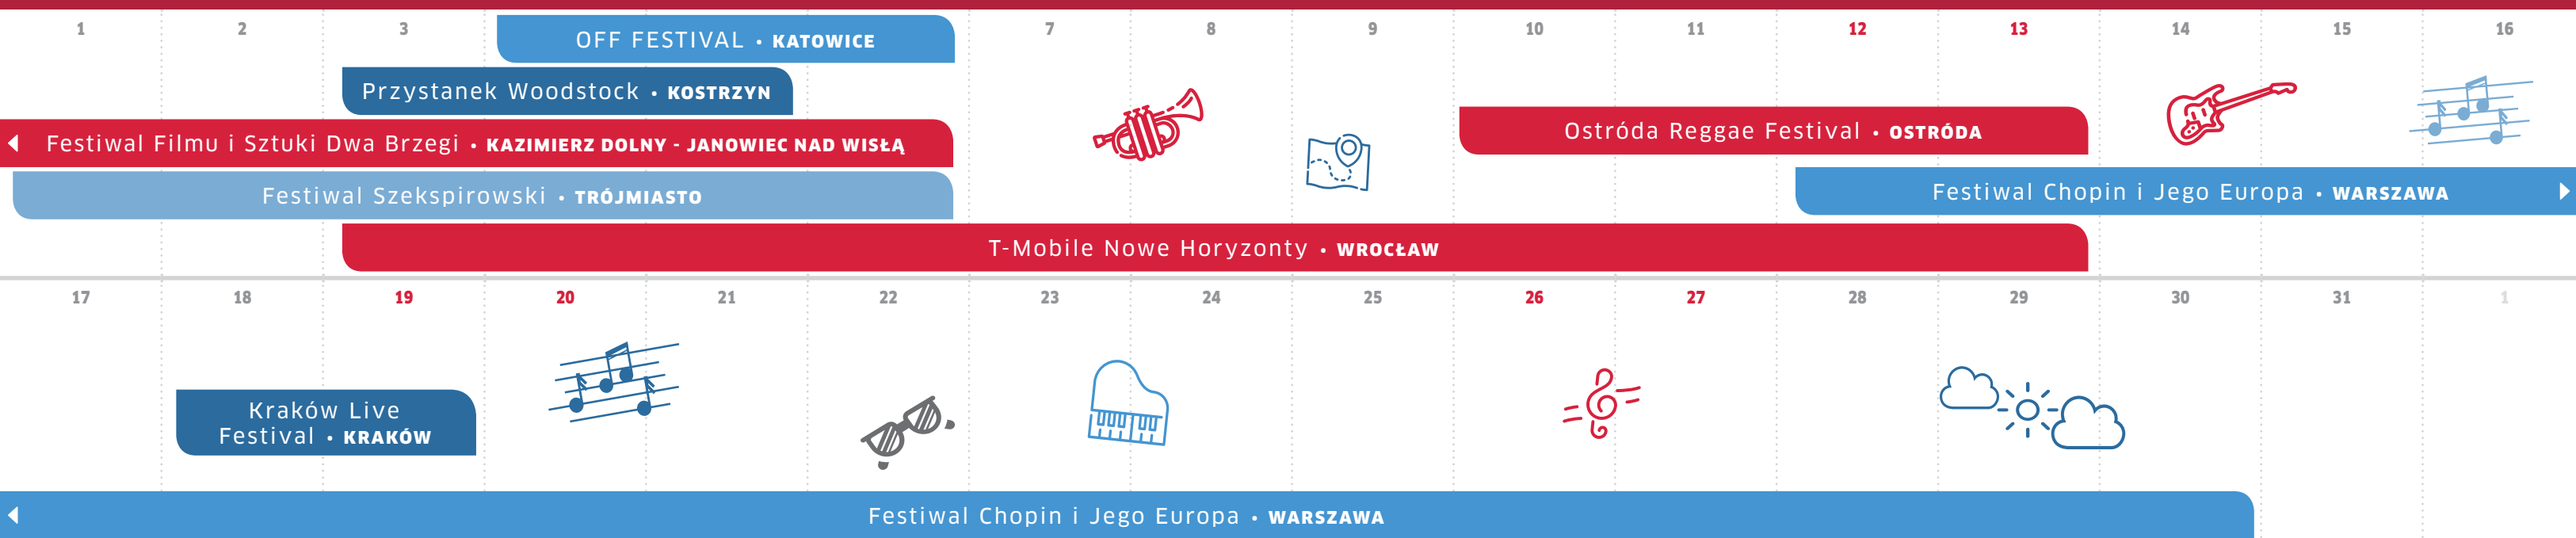 1 2 3 7 8 9 10 11 12 13 14 15 16
OFF FESTIVAL • KATOWICE
Przystanek Woodstock • KOSTRZYN
Festiwal Filmu i Sztuki Dwa Brzegi • KAZIMIERZ DOLNY - JANOWIEC NAD WISŁĄ
Ostróda Reggae Festival • OSTRÓDA
Festiwal Szekspirowski • TRÓJMIASTO
Festiwal Chopin i Jego Europa • WARSZAWA
T-Mobile Nowe Horyzonty • WROCŁAW
17 18 19 20 21 22 23 24 25 26 27 28 29 30 31 1
Kraków Live
Festival • KRAKÓW
Festiwal Chopin i Jego Europa • WARSZAWA